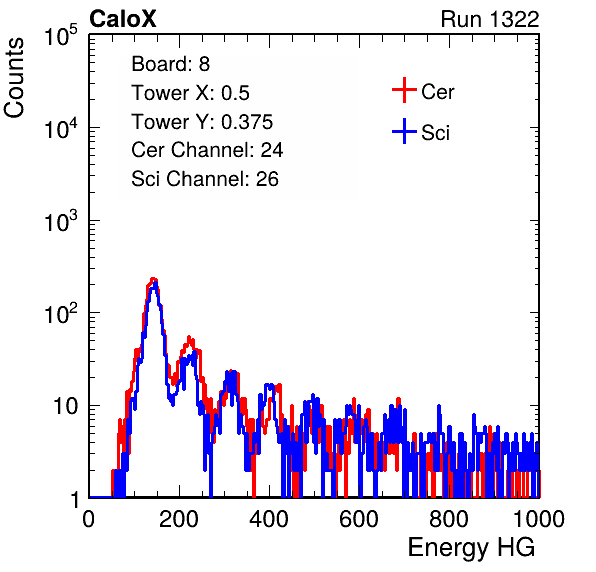 CaloX Run 1322
Board: 8
Tower X: 0.5
Tower Y: 0.375
Cer Channel: 24
Sci Channel: 26
Cer
Sci
Counts
10^5
10^4
10^3
10^2
10
1
0 200 400 600 800 1000
Energy HG